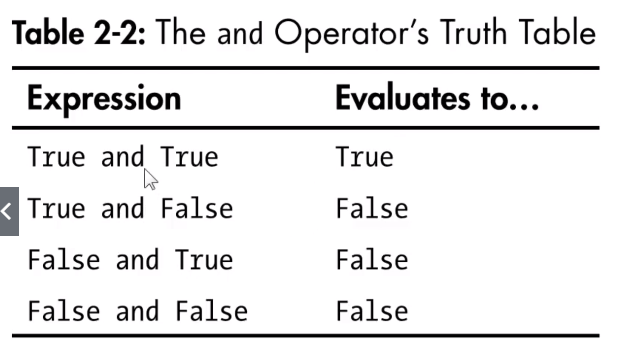 Table 2-2: The and Operator's Truth Table
Expression Evaluates to...
True and True True
True and False False
False and True False
False and False False